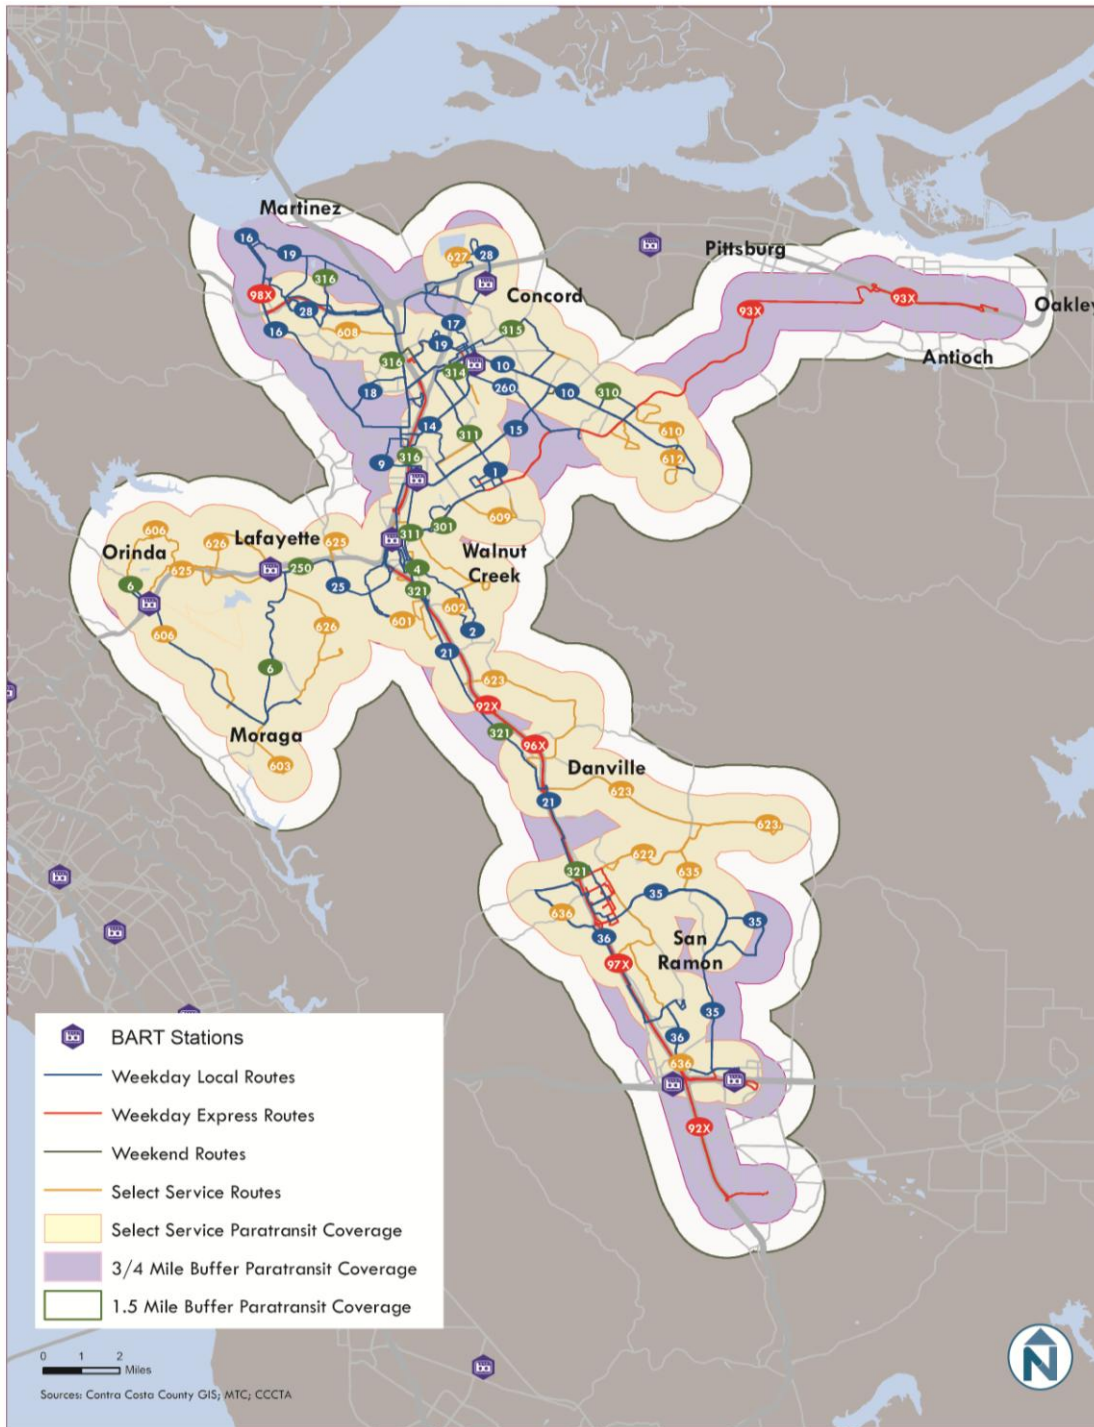 Martinez
16
19
316
98X
28
16
608
627
28
Concord
17
315
19
316
314
10
260
10
310
18
14
311
15
610
612
9
316
1
609
Pittsburg
93X
93X
Oakley
Antioch
606
626
Lafayette
625
Orinda
625
250
6
606
25
311
301
4
321
Walnut
Creek
602
601
2
626
21
6
623
Moraga
603
92X
321
96X
Danville
21
623
623
321
622
635
35
636
35
36
San
Ramon
97X
35
36
636
92X
BART Stations
Weekday Local Routes
Weekday Express Routes
Weekend Routes
Select Service Routes
Select Service Paratransit Coverage
3/4 Mile Buffer Paratransit Coverage
1.5 Mile Buffer Paratransit Coverage
0 1 2
Miles
Sources: Contra Costa County GIS; MTC; CCCTA
N